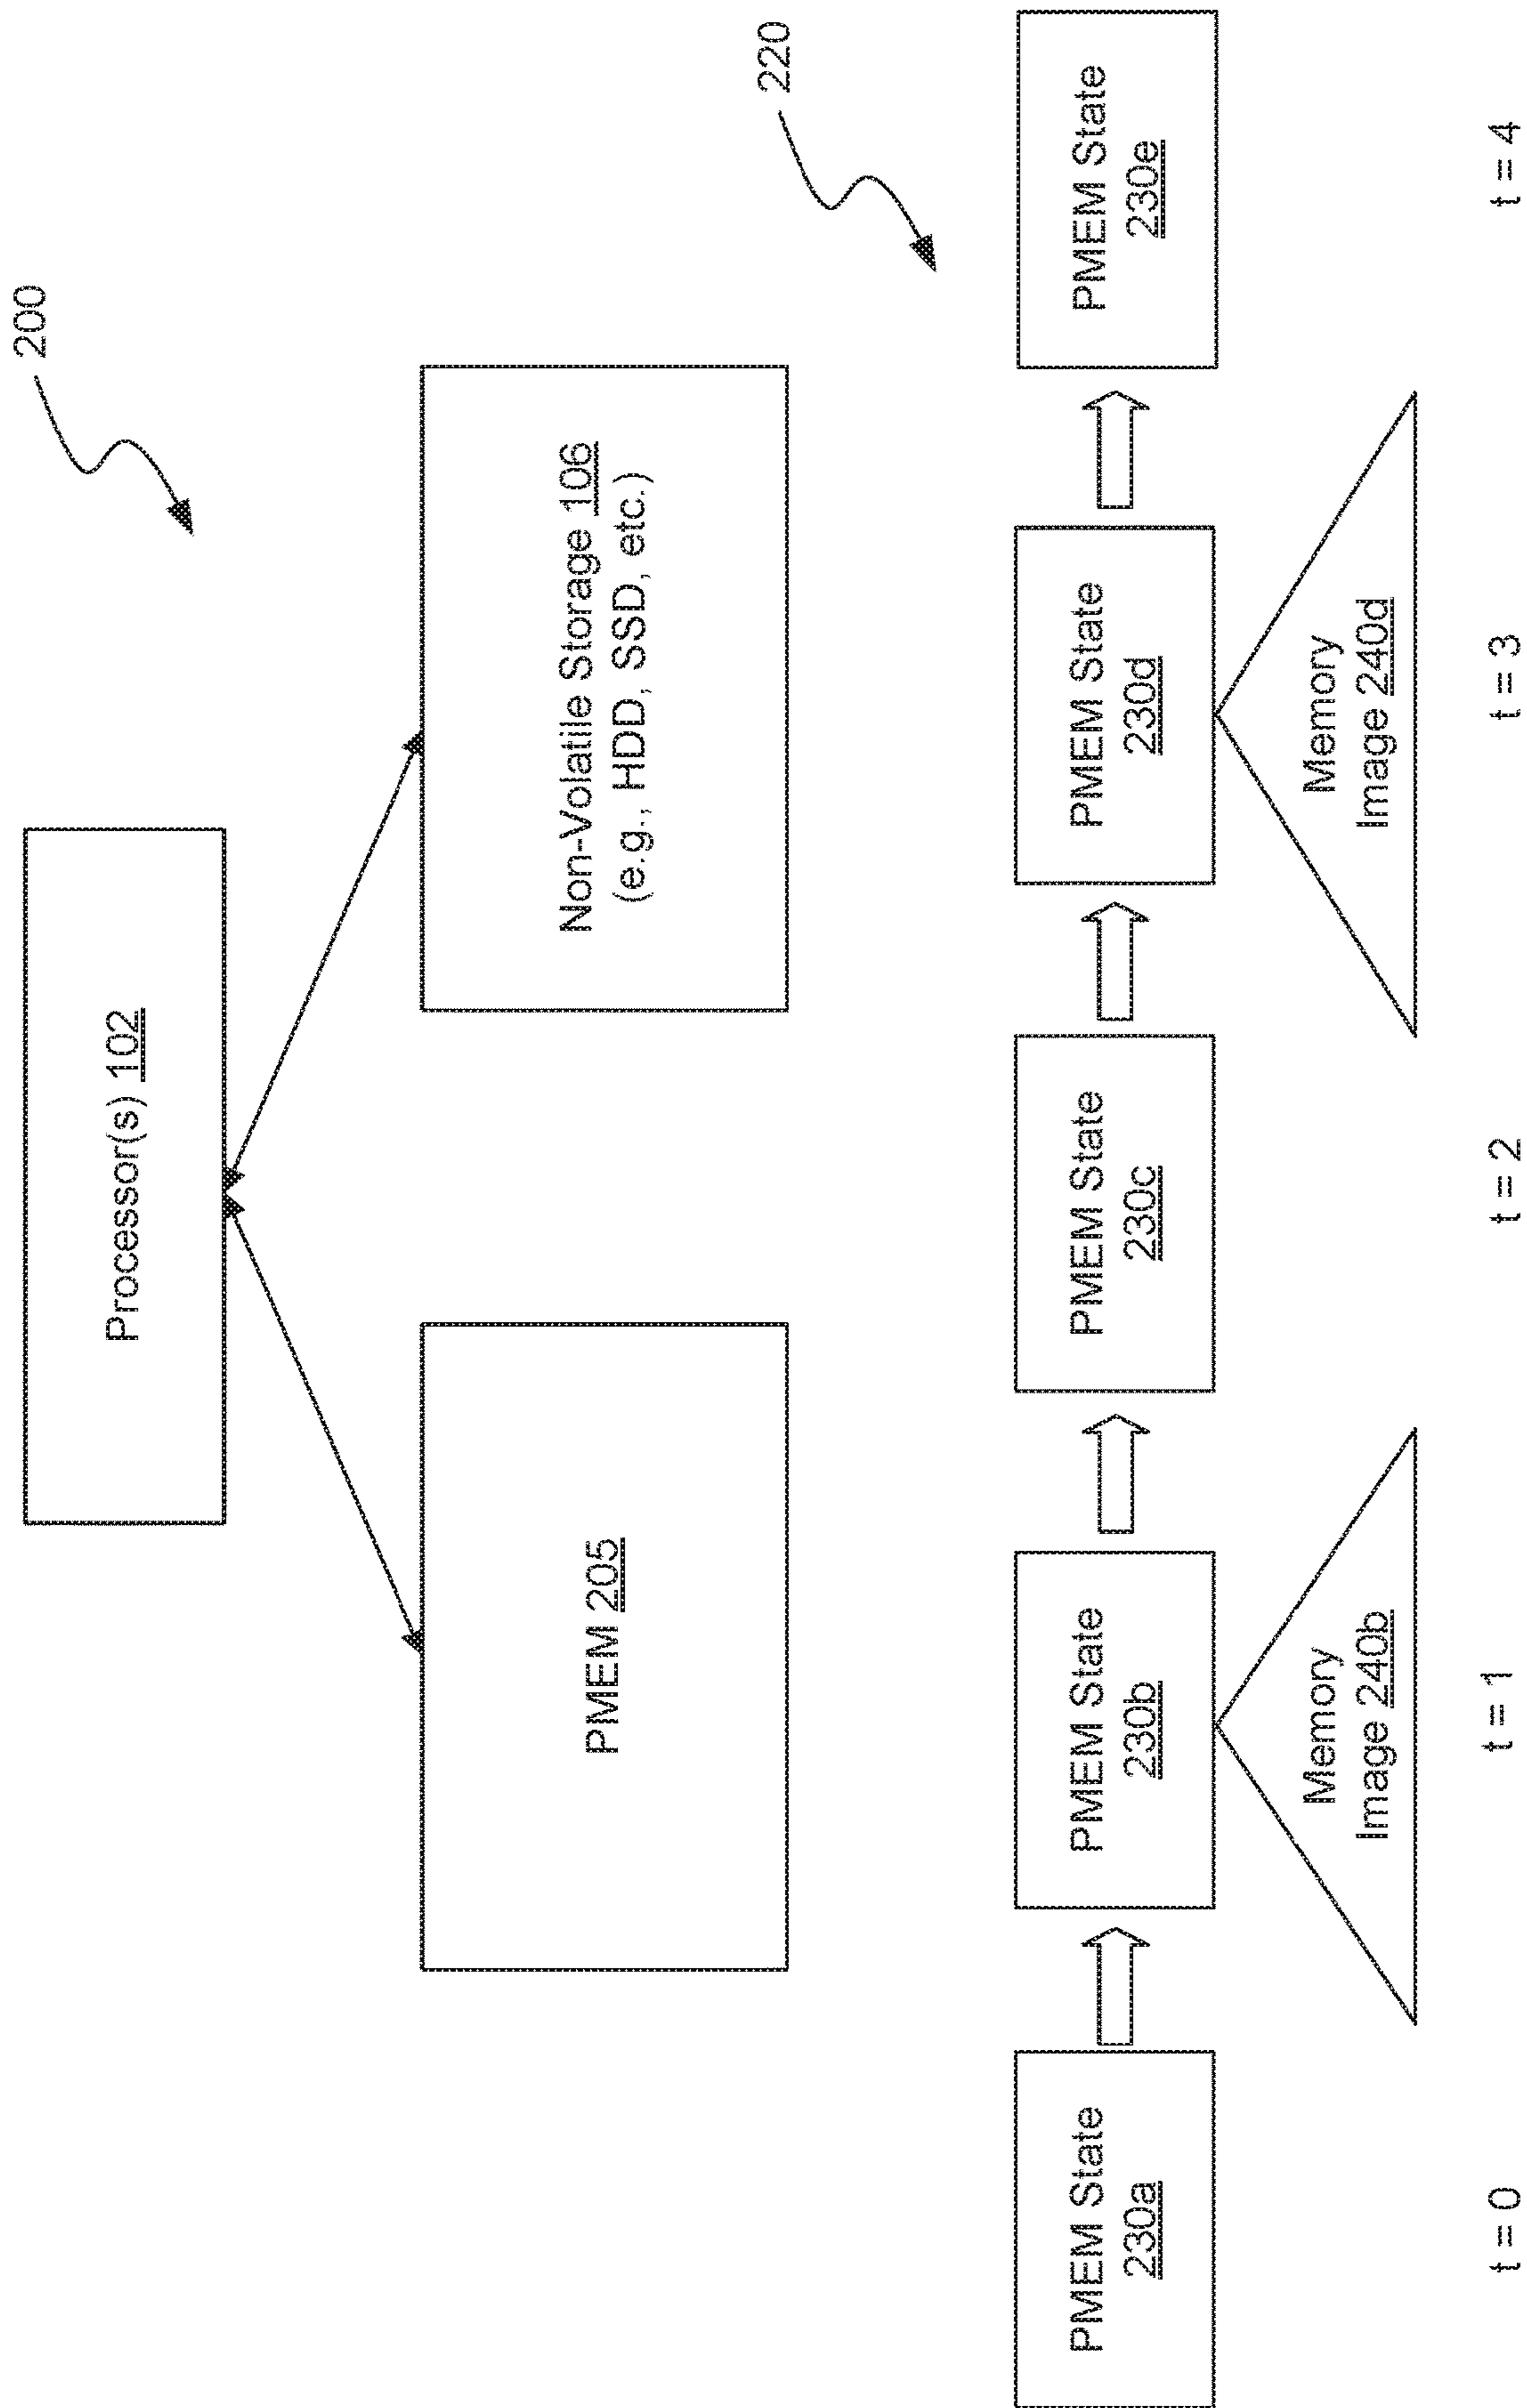 200
Processor(s) 102
PMEM 205
Non-Volatile Storage 106
(e.g., HDD, SSD, etc.)
220
PMEM State
230a
PMEM State
230b
PMEM State
230c
PMEM State
230d
PMEM State
230e
Memory
Image 240b
Memory
Image 240d
t = 0
t = 1
t = 2
t = 3
t = 4